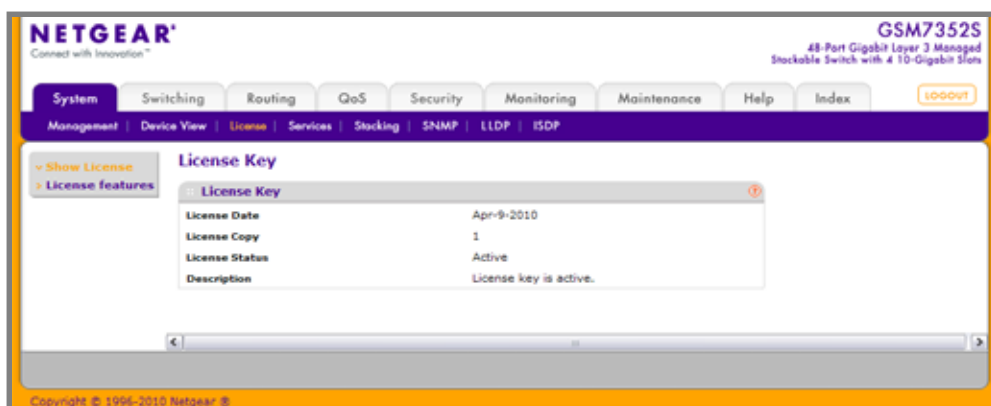 NETGEAR®
Connect with Innovation™
GSM7352S
48-Port Gigabit Layer 3 Managed
Stackable Switch with 4 10-Gigabit Slots
System Switching Routing QoS Security Monitoring Maintenance Help Index LOGOUT
Management | Device View | License | Services | Stacking | SNMP | LLDP | ISDP
Show License
License features
License Key
License Key
License Date Apr-9-2010
License Copy 1
License Status Active
Description License key is active.
Copyright © 1996-2010 Netgear ®